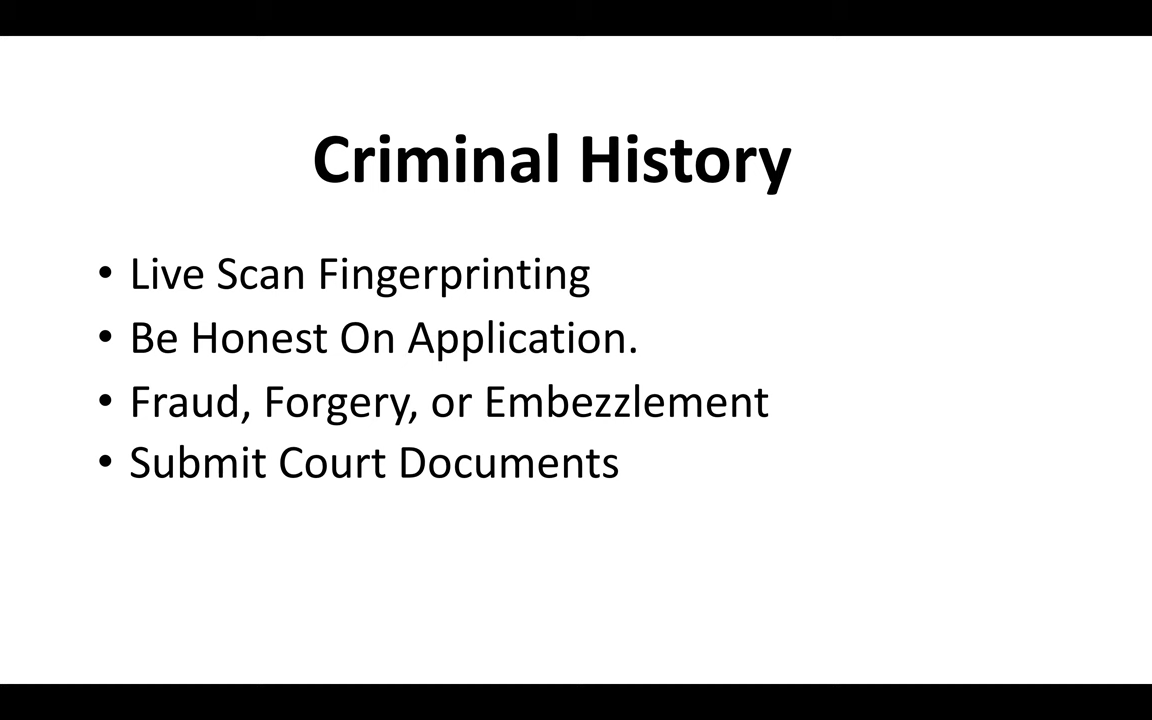 Criminal History
• Live Scan Fingerprinting
• Be Honest On Application.
• Fraud, Forgery, or Embezzlement
• Submit Court Documents